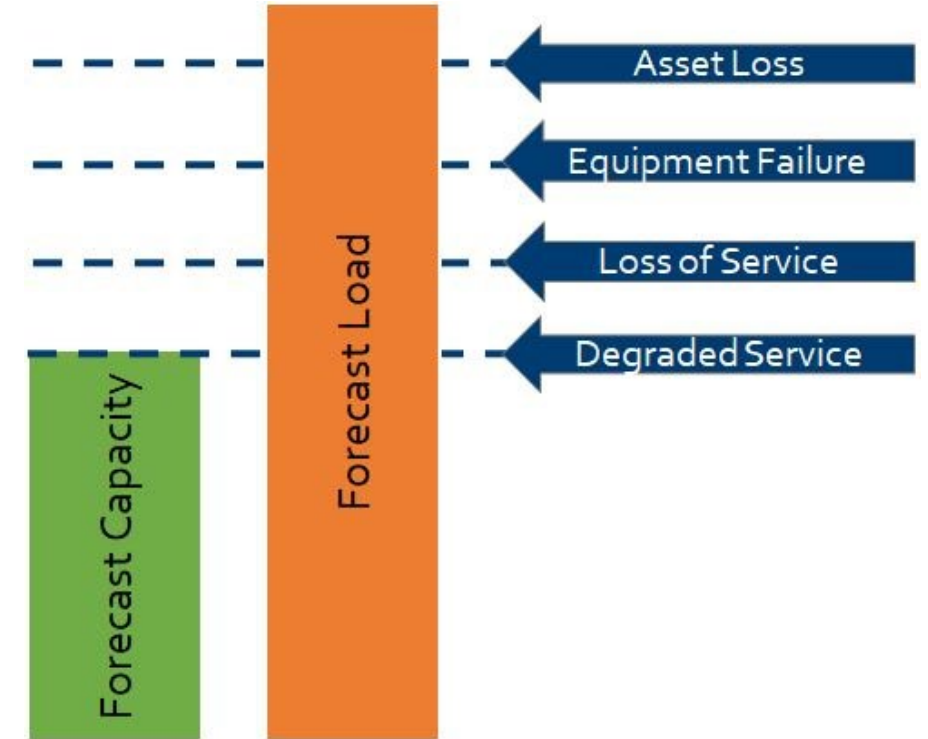 Asset Loss
Equipment Failure
Loss of Service
Degraded Service
Forecast Capacity
Forecast Load